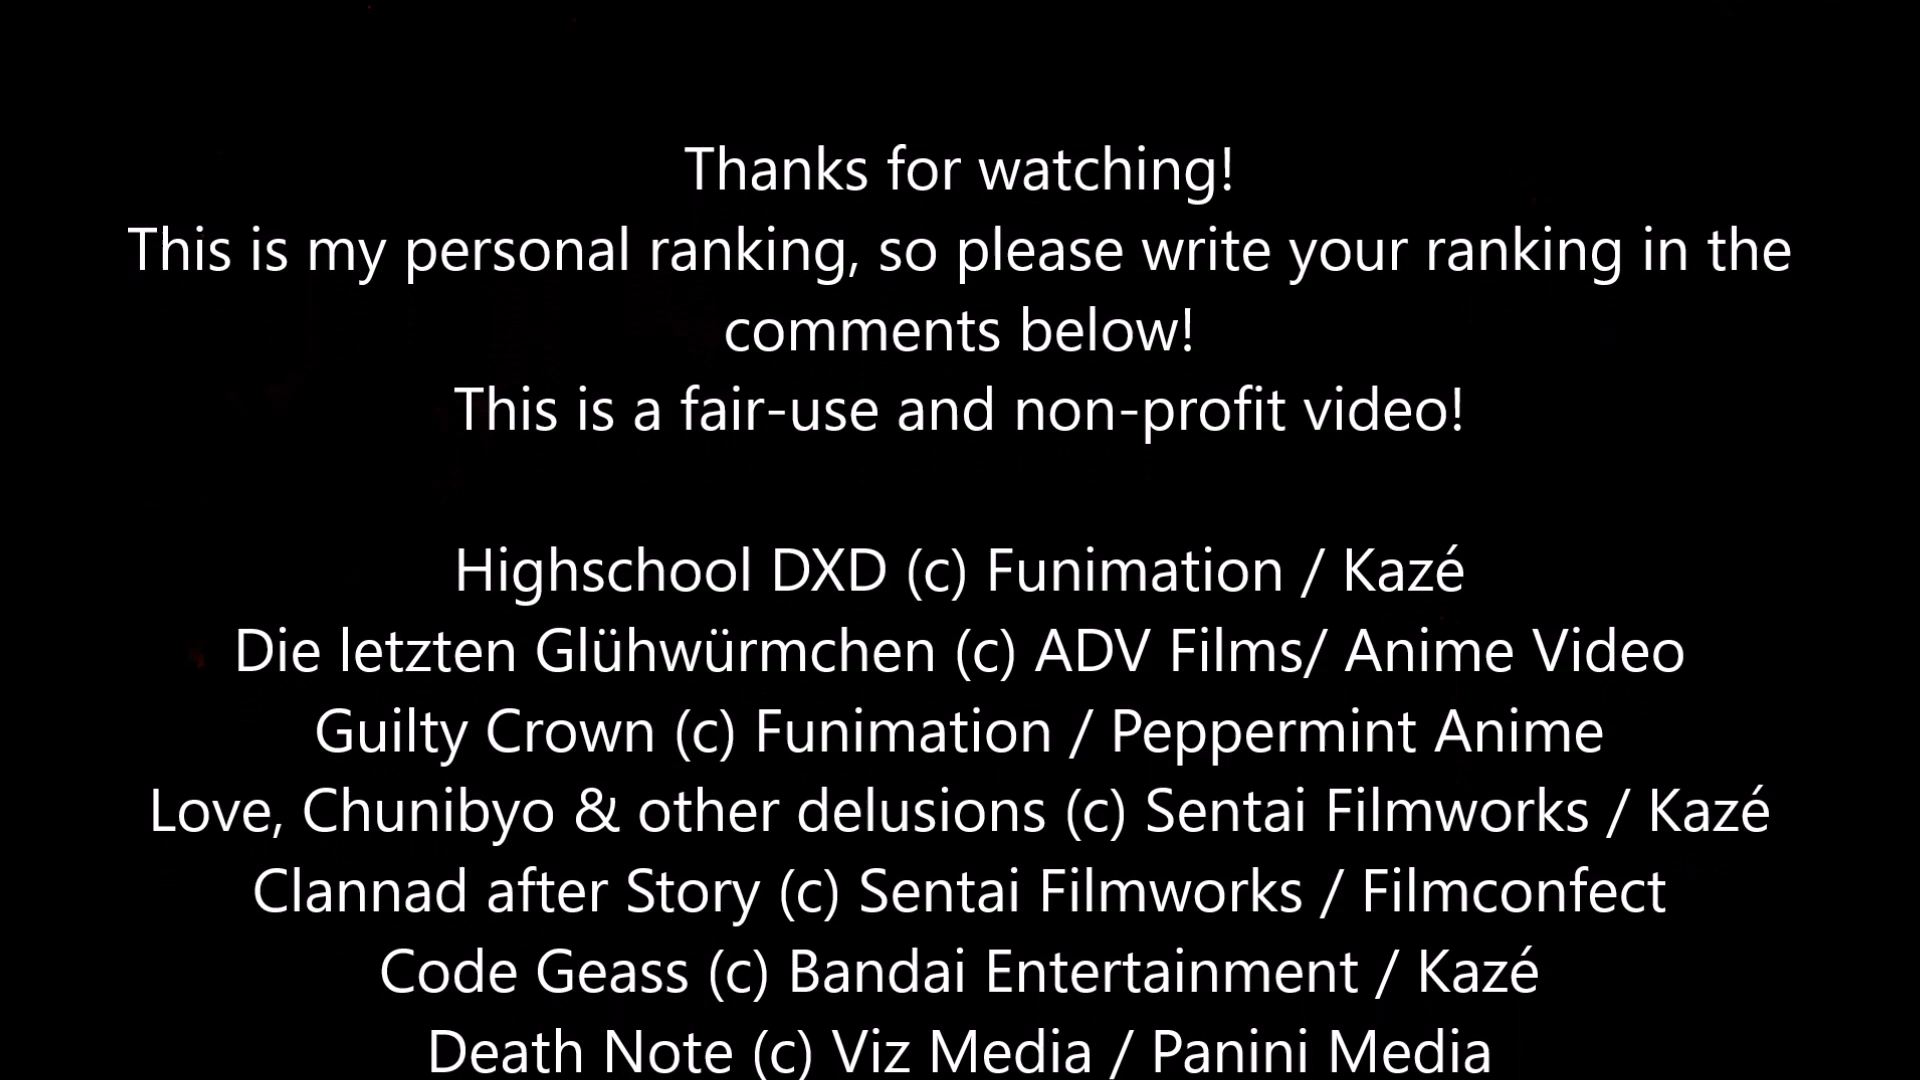 Thanks for watching!
This is my personal ranking, so please write your ranking in the
comments below!
This is a fair-use and non-profit video!
Highschool DXD (c) Funimation / Kazé
Die letzten Glühwürmchen (c) ADV Films/ Anime Video
Guilty Crown (c) Funimation / Peppermint Anime
Love, Chunibyo & other delusions (c) Sentai Filmworks / Kazé
Clannad after Story (c) Sentai Filmworks / Filmconfect
Code Geass (c) Bandai Entertainment / Kazé
Death Note (c) Viz Media / Panini Media